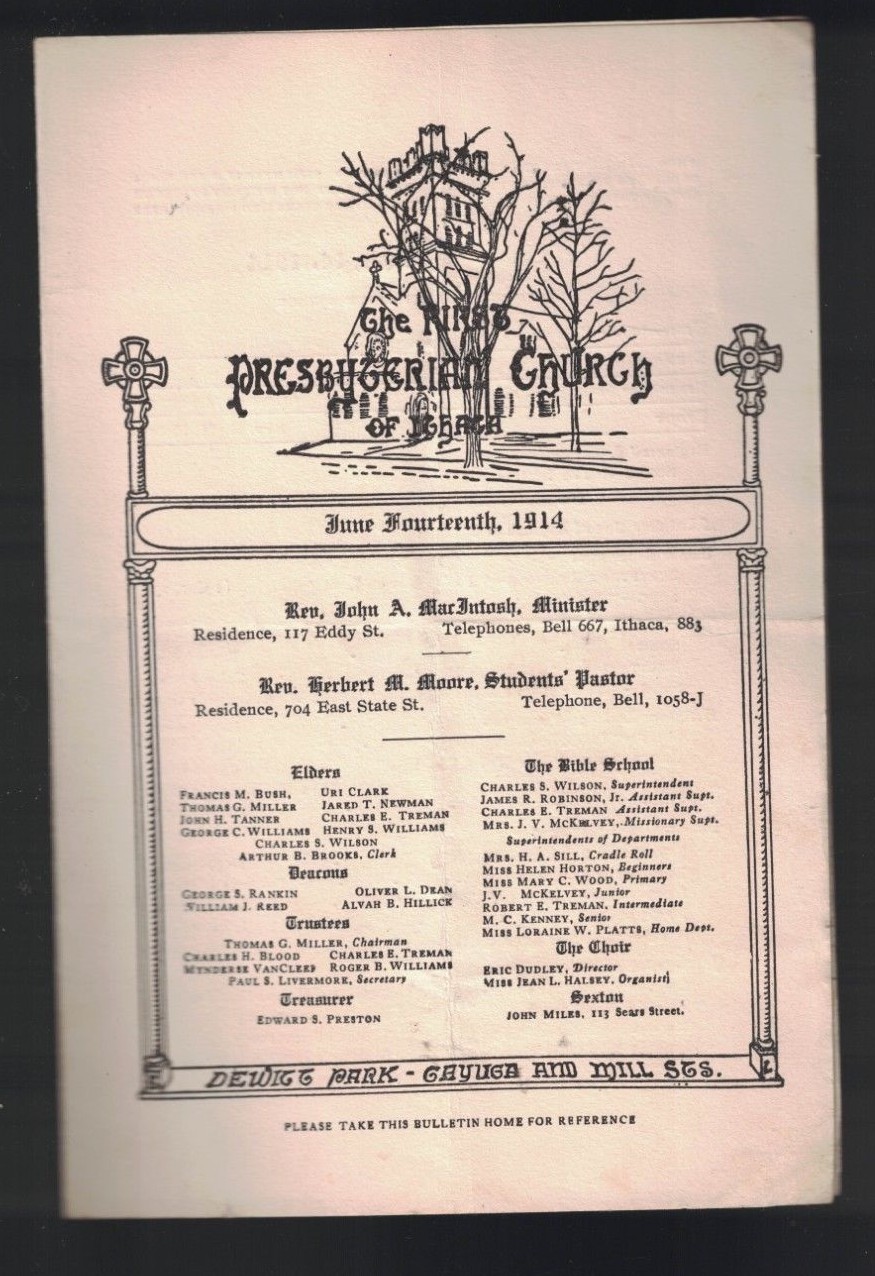 The First
Presbyterian Church
of Ithaca
June Fourteenth, 1914
Rev. John A. MacIntosh, Minister
Residence, 117 Eddy St. Telephones, Bell 667, Ithaca, 883
Rev. Herbert M. Moore, Students' Pastor
Residence, 704 East State St. Telephone, Bell, 1058-J
Elders
FRANCIS M. BUSH, URI CLARK
THOMAS G. MILLER JARED T. NEWMAN
JOHN H. TANNER CHARLES E. TREMAN
GEORGE C. WILLIAMS HENRY S. WILLIAMS
CHARLES S. WILSON
ARTHUR B. BROOKS, Clerk
Deacons
GEORGE S. RANKIN OLIVER L. DEAN
WILLIAM J. REED ALVAH B. HILLICK
Trustees
THOMAS G. MILLER, Chairman
CHARLES H. BLOOD CHARLES E. TREMAN
MYNDERSE VANCLEEF ROGER B. WILLIAMS
PAUL S. LIVERMORE, Secretary
Treasurer
EDWARD S. PRESTON
The Bible School
CHARLES S. WILSON, Superintendent
JAMES R. ROBINSON, Jr. Assistant Supt.
CHARLES E. TREMAN Assistant Supt.
MRS. J. V. MCKELVEY, Missionary Supt.
Superintendents of Departments
MRS. H. A. SILL, Cradle Roll
MISS HELEN HORTON, Beginners
MISS MARY C. WOOD, Primary
J.V. MCKELVEY, Junior
ROBERT E. TREMAN, Intermediate
M. C. KENNEY, Senior
MISS LORAINE W. PLATTS, Home Dept.
The Choir
ERIC DUDLEY, Director
MISS JEAN L. HALSEY, Organist
Sexton
JOHN MILES, 113 Sears Street.
DEWITT PARK - CAYUGA AND MILL STS.
PLEASE TAKE THIS BULLETIN HOME FOR REFERENCE